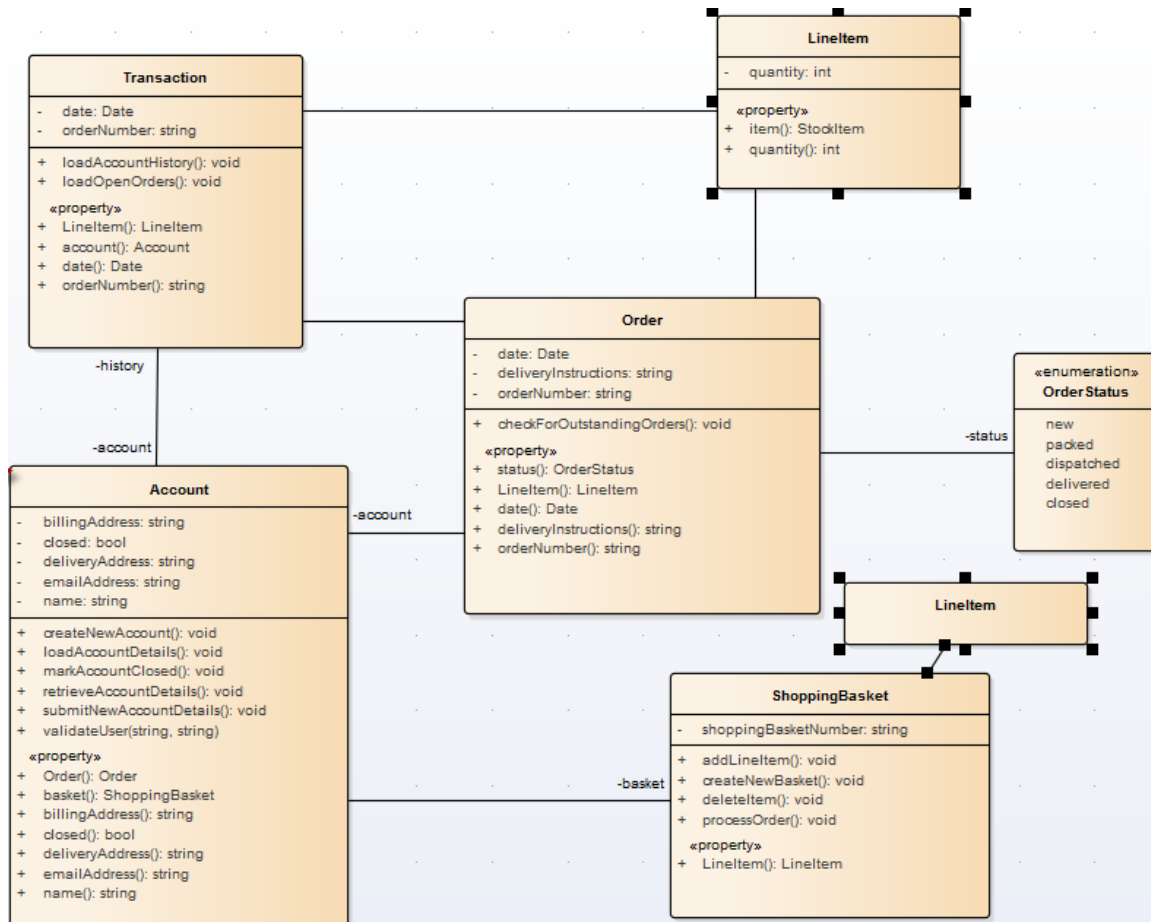 LineItem
- quantity: int
«property»
+ item(): StockItem
+ quantity(): int
Transaction
- date: Date
- orderNumber: string
+ loadAccountHistory(): void
+ loadOpenOrders(): void
«property»
+ LineItem(): LineItem
+ account(): Account
+ date(): Date
+ orderNumber(): string
-history
-account
Order
- date: Date
- deliveryInstructions: string
- orderNumber: string
+ checkForOutstandingOrders(): void
«property»
+ status(): OrderStatus
+ LineItem(): LineItem
+ date(): Date
+ deliveryInstructions(): string
+ orderNumber(): string
-status
«enumeration»
OrderStatus
new
packed
dispatched
delivered
closed
-account
Account
- billingAddress: string
- closed: bool
- deliveryAddress: string
- emailAddress: string
- name: string
+ createNewAccount(): void
+ loadAccountDetails(): void
+ markAccountClosed(): void
+ retrieveAccountDetails(): void
+ submitNewAccountDetails(): void
+ validateUser(string, string)
«property»
+ Order(): Order
+ basket(): ShoppingBasket
+ billingAddress(): string
+ closed(): bool
+ deliveryAddress(): string
+ emailAddress(): string
+ name(): string
-basket
LineItem
ShoppingBasket
- shoppingBasketNumber: string
+ addLineItem(): void
+ createNewBasket(): void
+ deleteItem(): void
+ processOrder(): void
«property»
+ LineItem(): LineItem